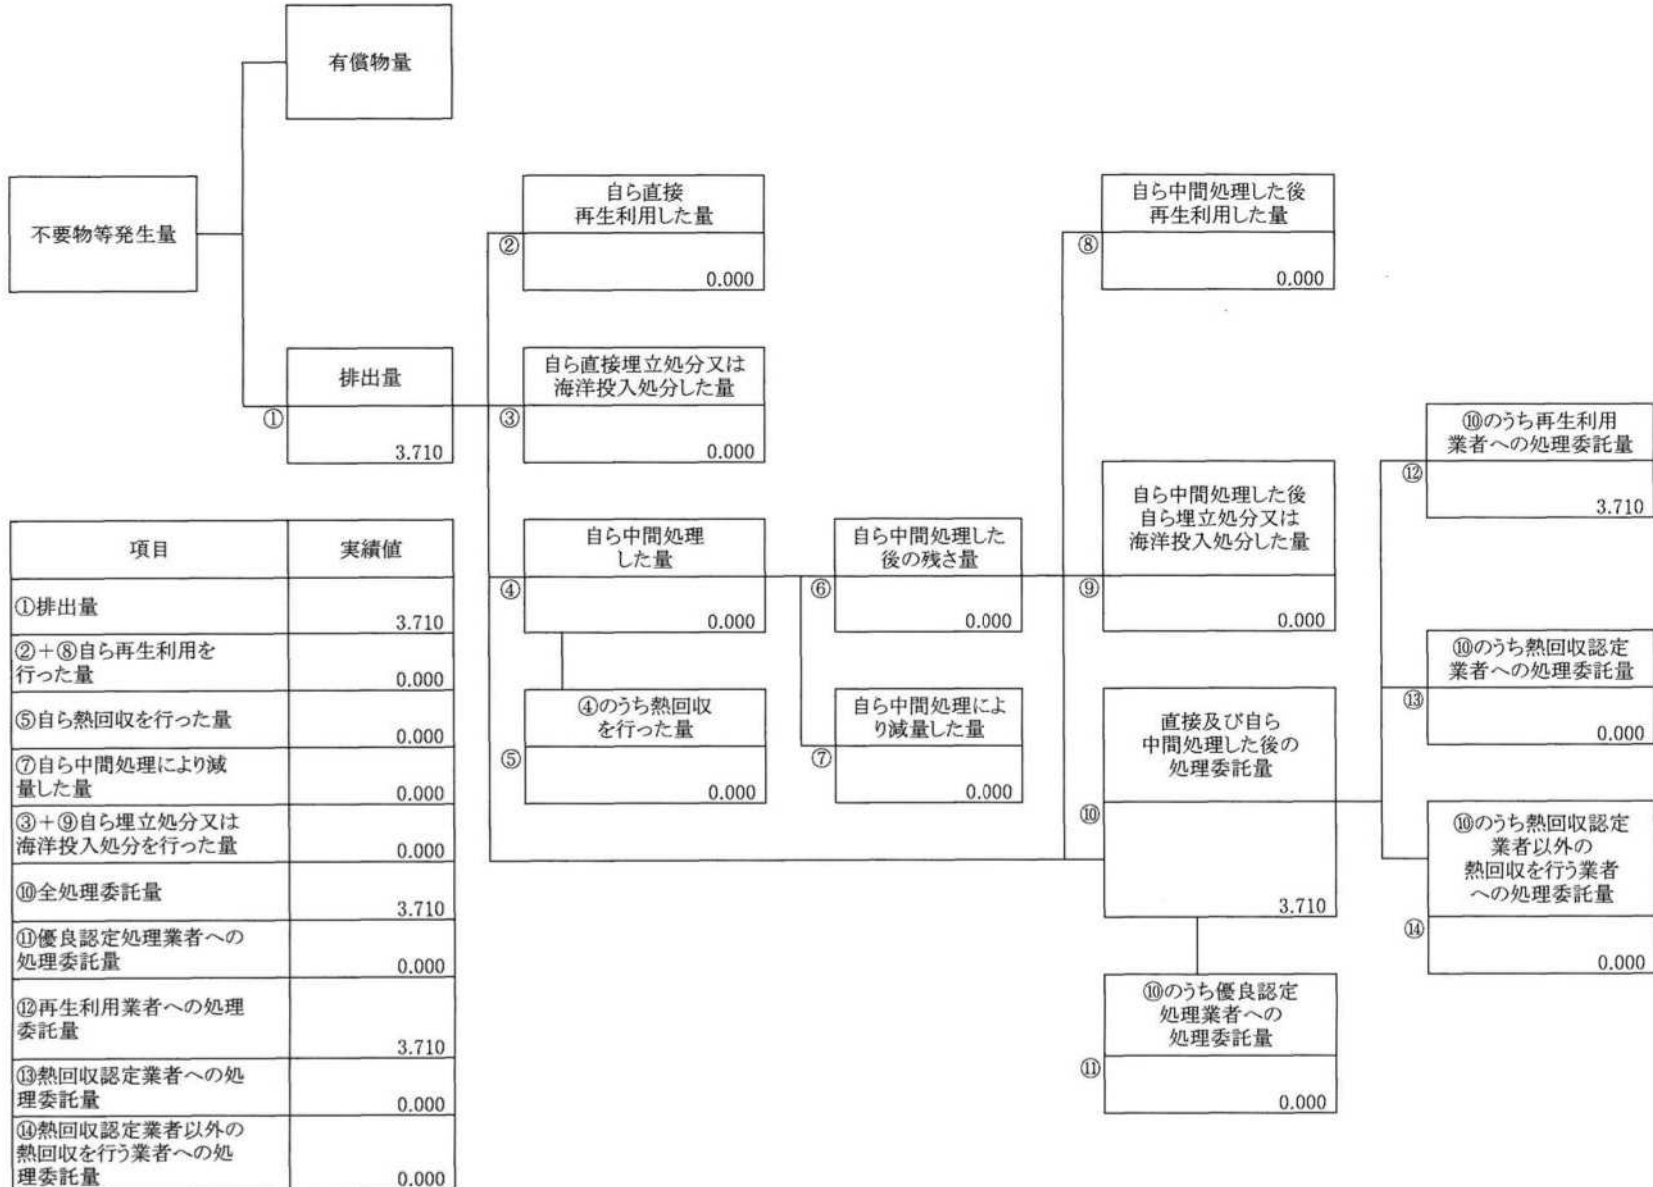 有償物量
不要物等発生量
自ら直接
再生利用した量
②
0.000
自ら中間処理した後
再生利用した量
⑧
0.000
排出量
①
3.710
自ら直接埋立処分又は
海洋投入処分した量
③
0.000
⑩のうち再生利用
業者への処理委託量
⑫
3.710
自ら中間処理
した量
④
0.000
自ら中間処理した
後の残さ量
⑥
0.000
自ら中間処理した後
自ら埋立処分又は
海洋投入処分した量
⑨
0.000
⑩のうち熱回収認定
業者への処理委託量
⑬
0.000
④のうち熱回収
を行った量
⑤
0.000
自ら中間処理によ
り減量した量
⑦
0.000
直接及び自ら
中間処理した後の
処理委託量
⑩
3.710
⑩のうち熱回収認定
業者以外の
熱回収を行う業者
への処理委託量
⑭
0.000
⑩のうち優良認定
処理業者への
処理委託量
⑪
0.000
項目 実績値
①排出量
3.710
②+⑧自ら再生利用を
行った量 0.000
⑤自ら熱回収を行った量
0.000
⑦自ら中間処理により減
量した量 0.000
③+⑨自ら埋立処分又は
海洋投入処分を行った量 0.000
⑩全処理委託量
3.710
⑪優良認定処理業者への
処理委託量 0.000
⑫再生利用業者への処理
委託量
3.710
⑬熱回収認定業者への処
理委託量 0.000
⑭熱回収認定業者以外の
熱回収を行う業者への処
理委託量 0.000